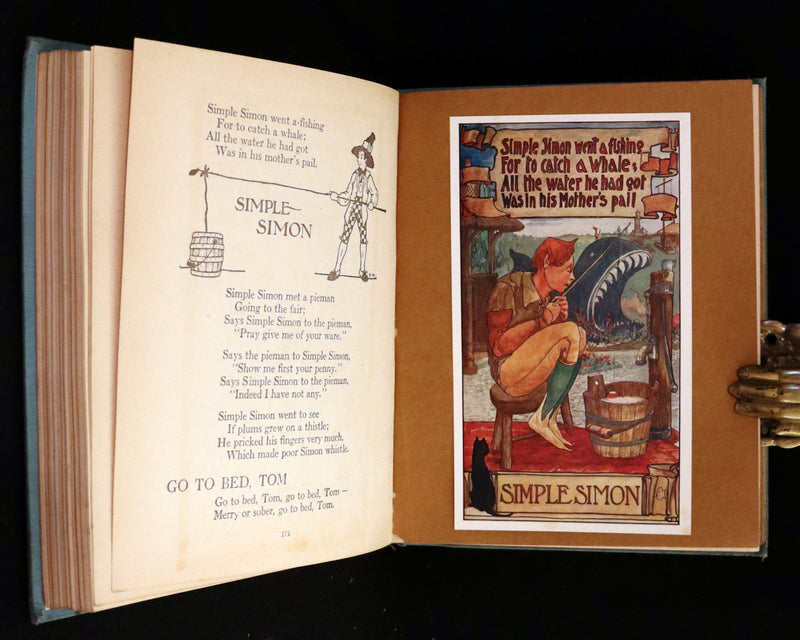 Simple Simon went a-fishing
For to catch a whale;
All the water he had got
Was in his mother's pail.
SIMPLE
SIMON
Simple Simon met a pieman
Going to the fair;
Says Simple Simon to the pieman,
"Pray give me of your ware."
Says the pieman to Simple Simon,
"Show me first your penny."
Says Simple Simon to the pieman,
"Indeed I have not any."
Simple Simon went to see
If plums grew on a thistle;
He pricked his fingers very much,
Which made poor Simon whistle.
GO TO BED, TOM
Go to bed, Tom, go to bed, Tom—
Merry or sober, go to bed, Tom.
274
Simple Simon went a fishing
For to catch a Whale;
All the water he had got
Was in his Mother's pail
SIMPLE SIMON